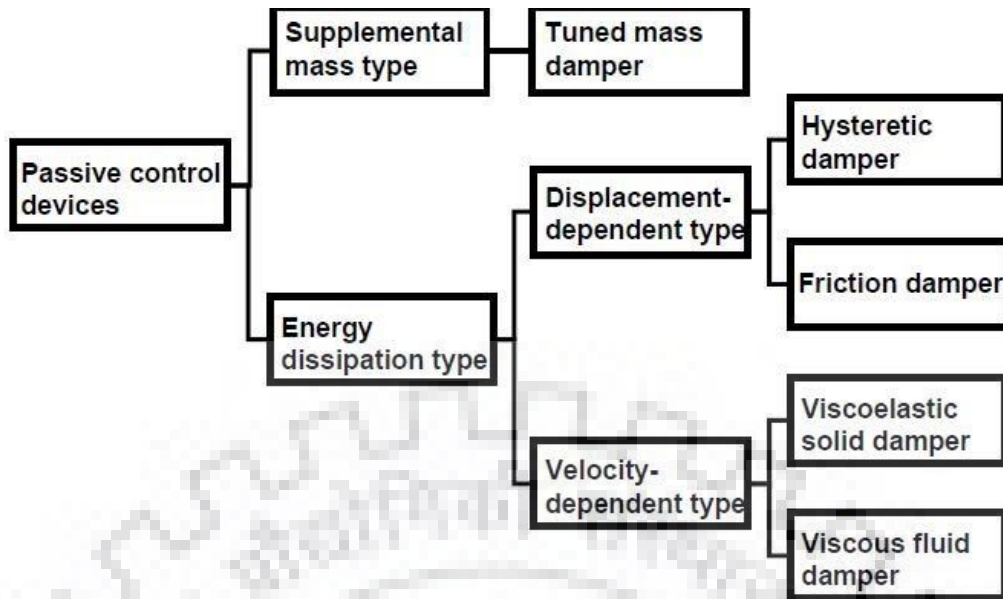 Supplemental
mass type
Tuned mass
damper
Passive control
devices
Hysteretic
damper
Displacement-
dependent type
Friction damper
Energy
dissipation type
Viscoelastic
solid damper
Velocity-
dependent type
Viscous fluid
damper